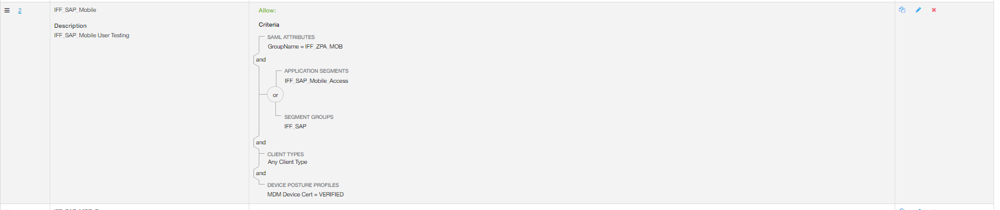 2
IFF_SAP_Mobile
Description
IFF_SAP_Mobile User Testing
Allow:
Criteria
SAML ATTRIBUTES
GroupName = IFF_ZPA_MOB
and
APPLICATION SEGMENTS
IFF_SAP_Mobile_Access
or
SEGMENT GROUPS
IFF_SAP
and
CLIENT TYPES
Any Client Type
and
DEVICE POSTURE PROFILES
MDM Device Cert = VERIFIED